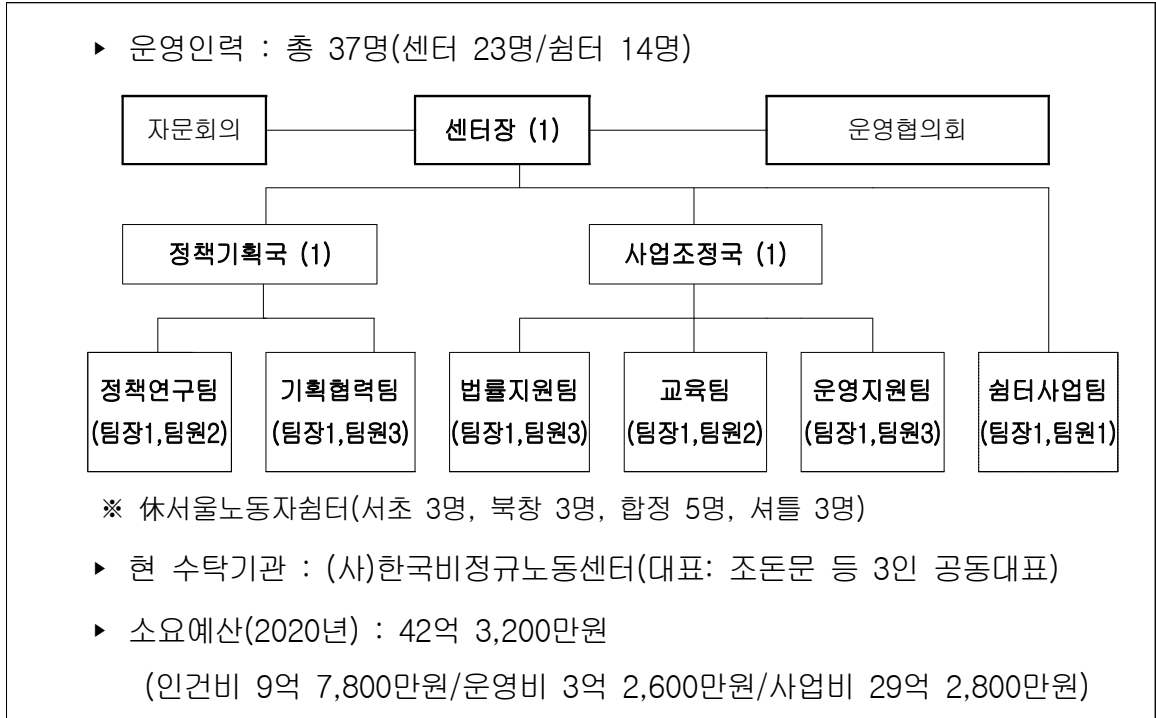 ▸ 운영인력 : 총 37명(센터 23명/쉼터 14명)
자문회의
센터장 (1)
운영협의회
정책기획국 (1)
사업조정국 (1)
정책연구팀
(팀장1,팀원2)
기획협력팀
(팀장1,팀원3)
법률지원팀
(팀장1,팀원3)
교육팀
(팀장1,팀원2)
운영지원팀
(팀장1,팀원3)
쉼터사업팀
(팀장1,팀원1)
※ 休서울노동자쉼터(서초 3명, 북창 3명, 합정 5명, 셔틀 3명)
▸ 현 수탁기관 : (사)한국비정규노동센터(대표: 조돈문 등 3인 공동대표)
▸ 소요예산(2020년) : 42억 3,200만원
(인건비 9억 7,800만원/운영비 3억 2,600만원/사업비 29억 2,800만원)